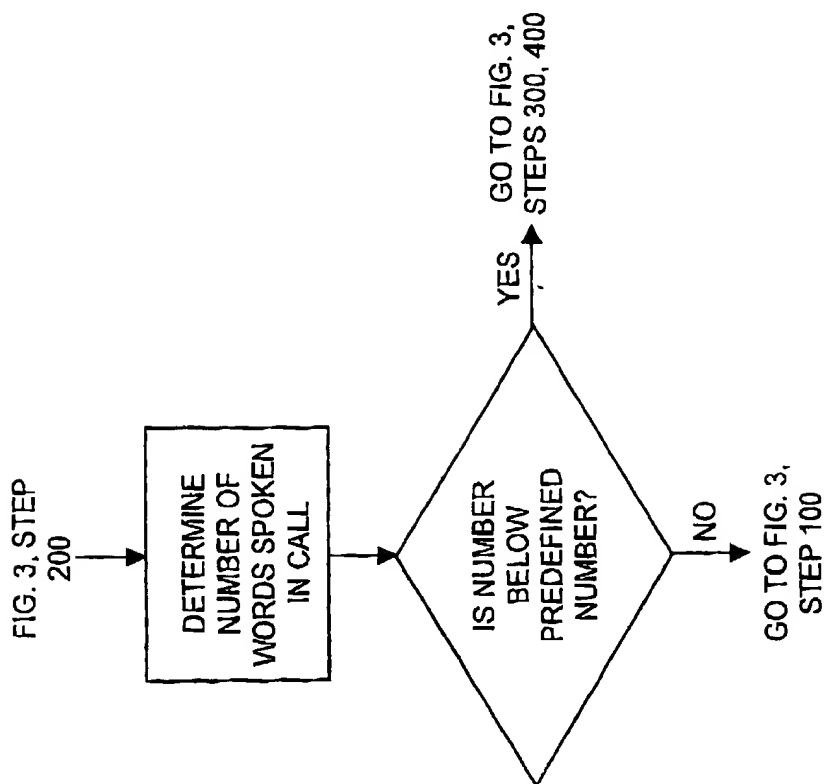 FIG. 3, STEP
200
DETERMINE
NUMBER OF
WORDS SPOKEN
IN CALL
IS NUMBER
BELOW
PREDEFINED
NUMBER?
YES
GO TO FIG. 3,
STEPS 300, 400
NO
GO TO FIG. 3,
STEP 100